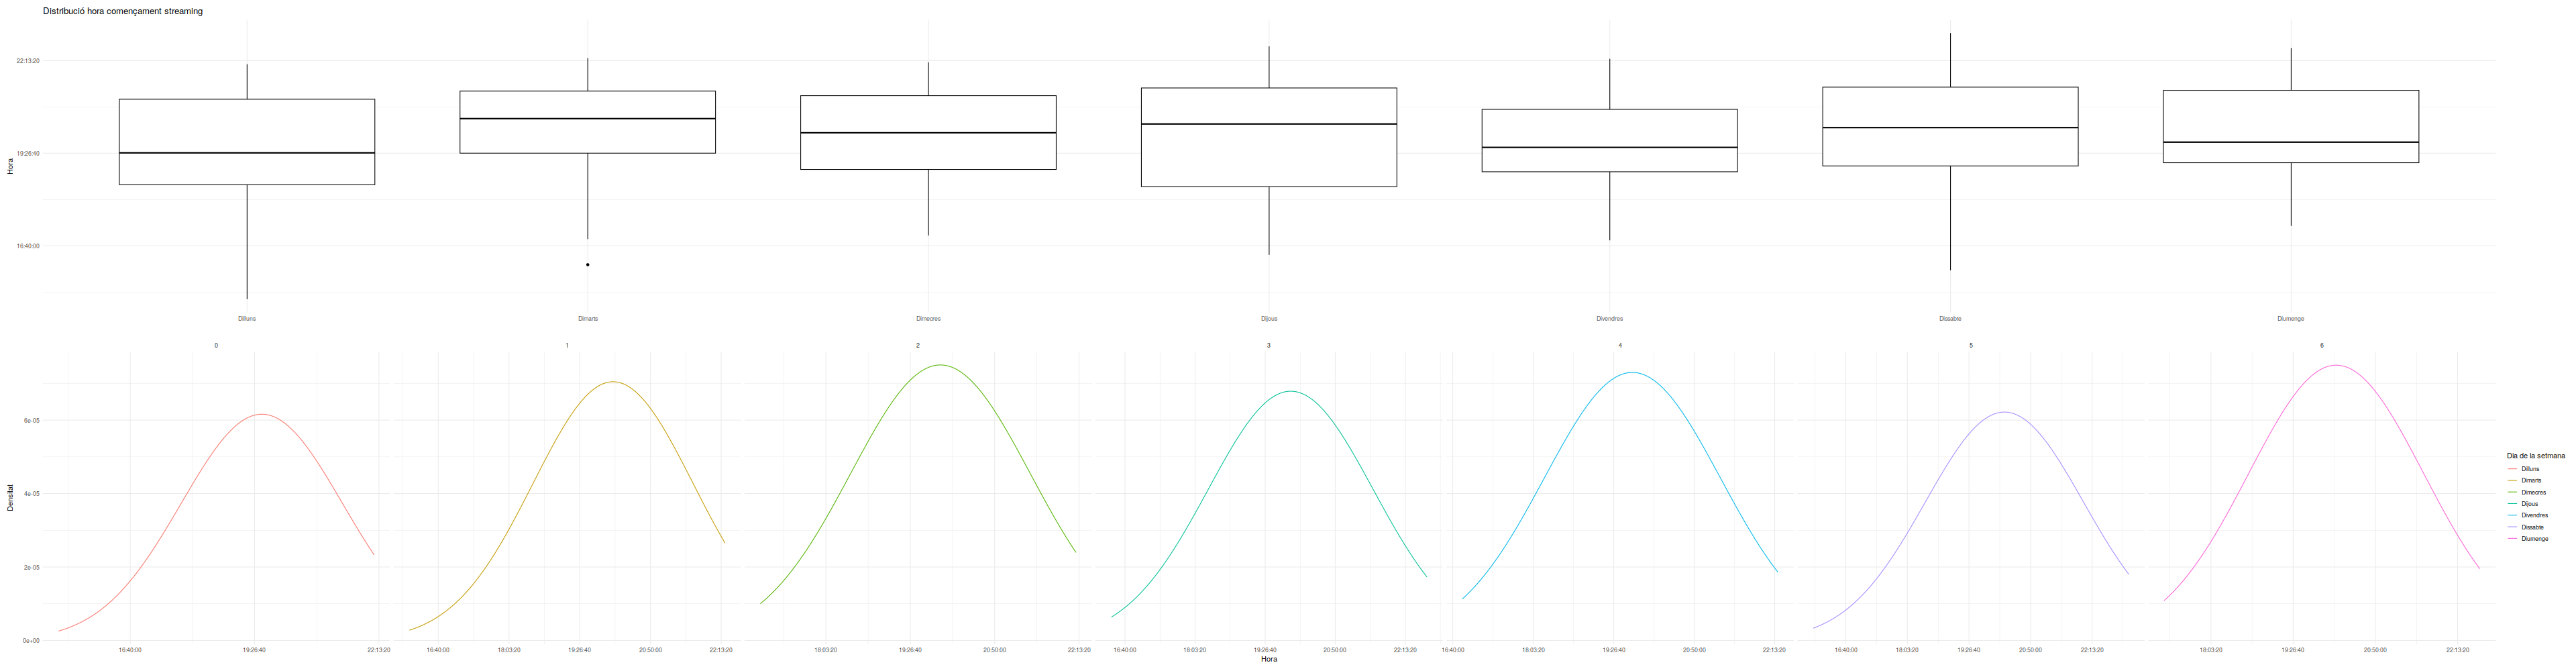 Distribució hora començament streaming
Hora
22:13:20
19:26:40
16:40:00
Dilluns Dimarts Dimecres Dijous Divendres Dissabte Diumenge
0 1 2 3 4 5 6
Densitat
6e-05
4e-05
2e-05
0e+00
16:40:00 19:26:40 22:13:20 16:40:00 18:03:20 19:26:40 20:50:00 22:13:20 18:03:20 19:26:40 20:50:00 22:13:20 16:40:00 18:03:20 19:26:40 20:50:00 22:13:20 16:40:00 18:03:20 19:26:40 20:50:00 22:13:20 16:40:00 18:03:20 19:26:40 20:50:00 22:13:20 18:03:20 19:26:40 20:50:00 22:13:20
Hora
Dia de la setmana
Dilluns
Dimarts
Dimecres
Dijous
Divendres
Dissabte
Diumenge